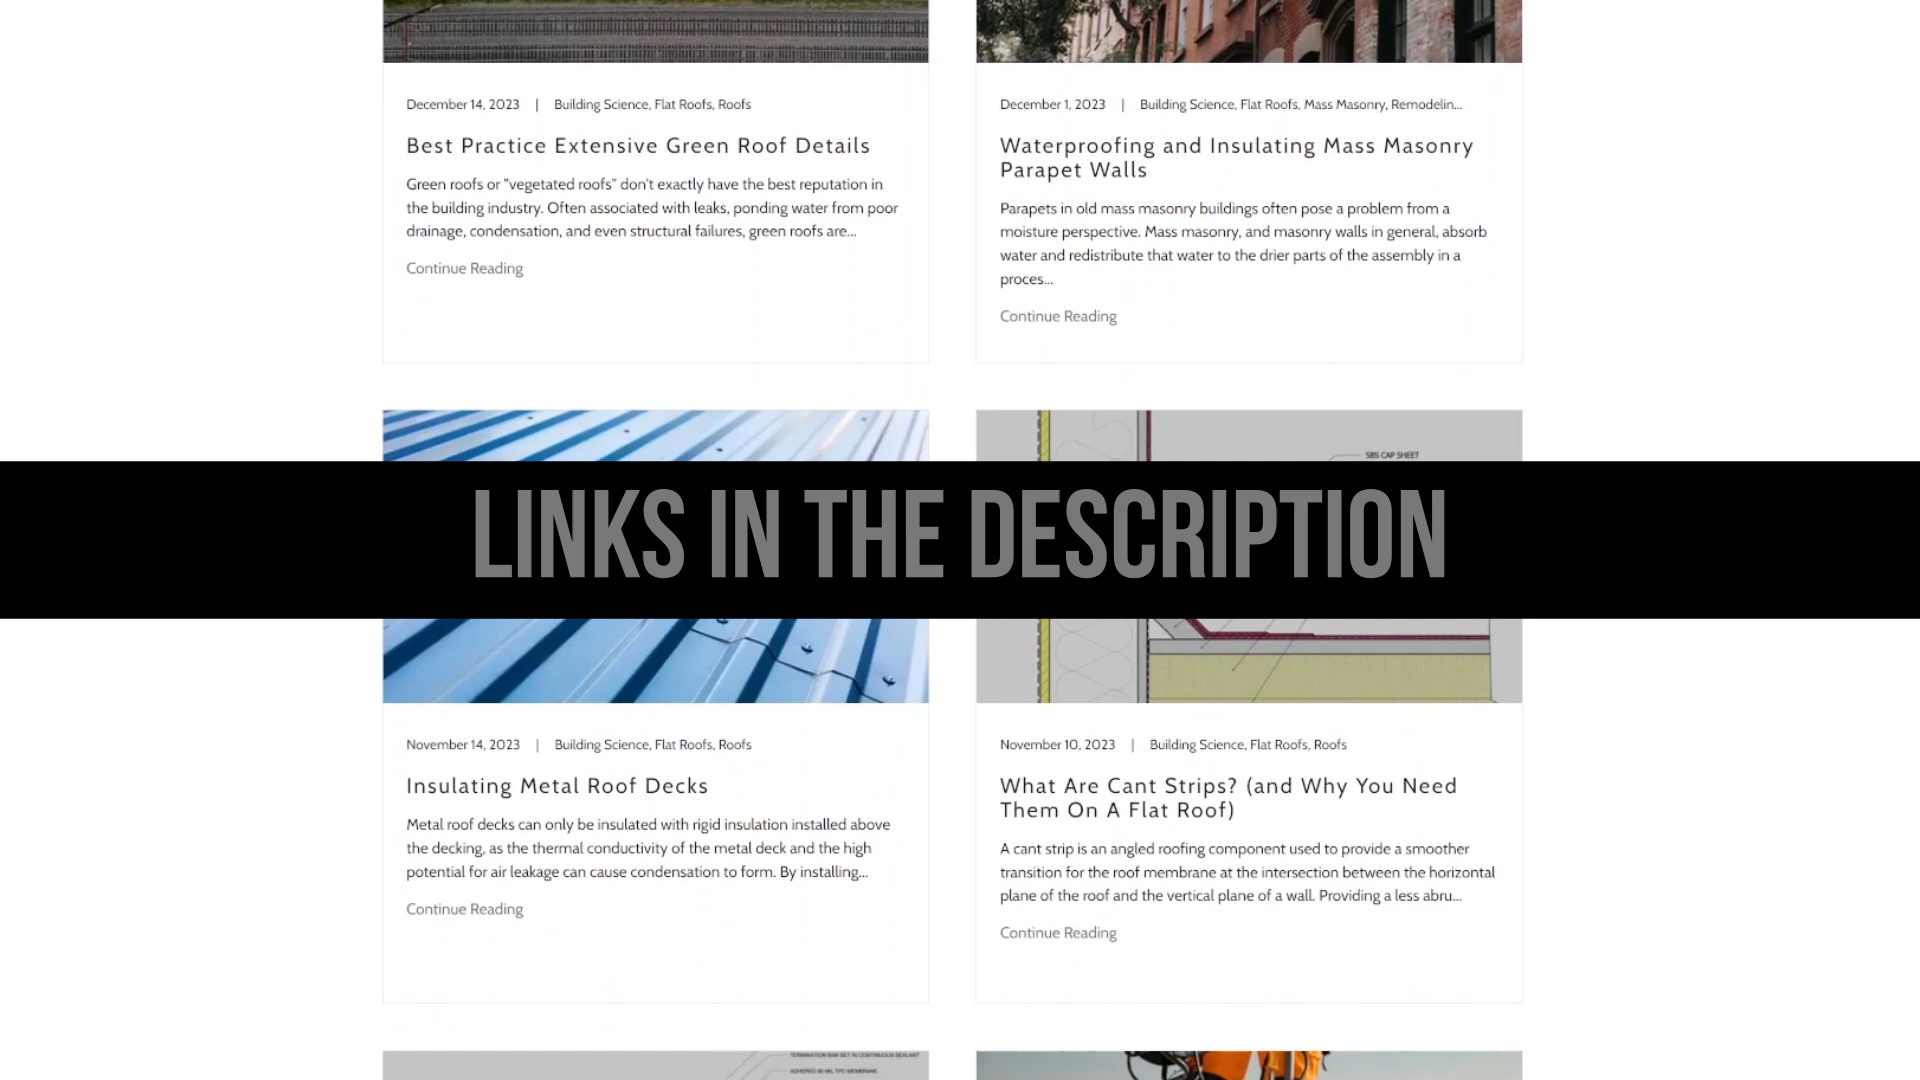 December 14, 2023 | Building Science, Flat Roofs, Roofs
Best Practice Extensive Green Roof Details
Green roofs or "vegetated roofs" don't exactly have the best reputation in
the building industry. Often associated with leaks, ponding water from poor
drainage, condensation, and even structural failures, green roofs are...
Continue Reading
December 1, 2023 | Building Science, Flat Roofs, Mass Masonry, Remodelin...
Waterproofing and Insulating Mass Masonry
Parapet Walls
Parapets in old mass masonry buildings often pose a problem from a
moisture perspective. Mass masonry, and masonry walls in general, absorb
water and redistribute that water to the drier parts of the assembly in a
proces...
Continue Reading
SBS CAP SHEET
LINKS IN THE DESCRIPTION
November 14, 2023 | Building Science, Flat Roofs, Roofs
Insulating Metal Roof Decks
Metal roof decks can only be insulated with rigid insulation installed above
the decking, as the thermal conductivity of the metal deck and the high
potential for air leakage can cause condensation to form. By installing...
Continue Reading
November 10, 2023 | Building Science, Flat Roofs, Roofs
What Are Cant Strips? (and Why You Need
Them On A Flat Roof)
A cant strip is an angled roofing component used to provide a smoother
transition for the roof membrane at the intersection between the horizontal
plane of the roof and the vertical plane of a wall. Providing a less abru...
Continue Reading
TERMINATION BAR SET IN CONTINUOUS SEALANT
ADHERED 80 MIL TPO MEMBRANE